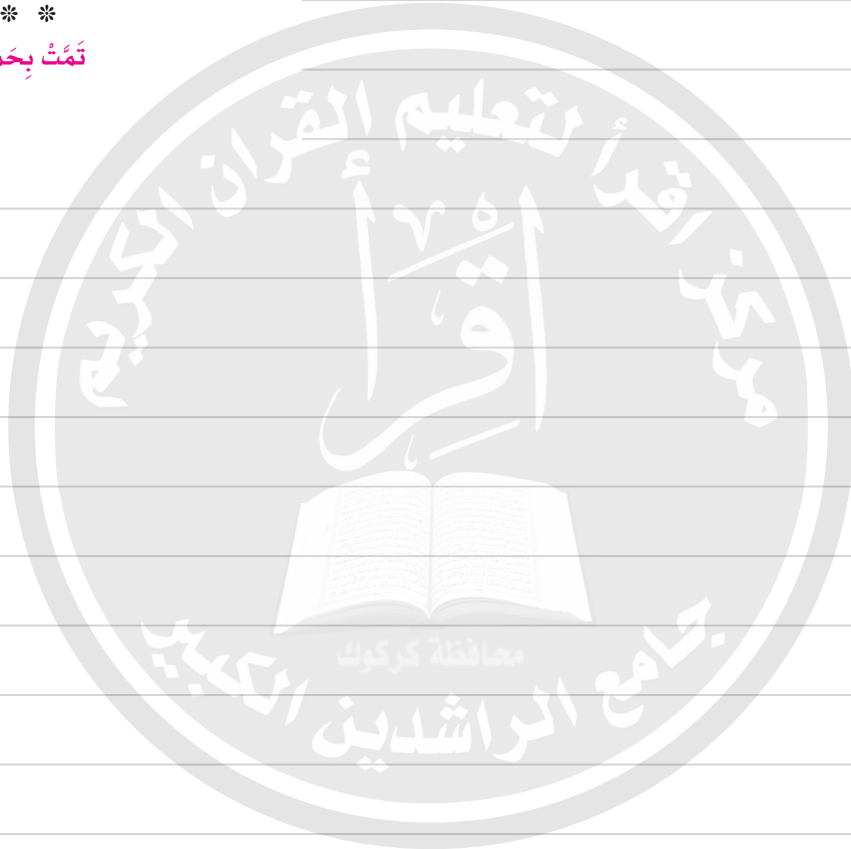 ❊ ❊
تَمَّتْ
مركز اقرأ لتعليم القرآن الكريم
اقْرَأْ
محافظة كركوك
جامع الراشدين الكبير